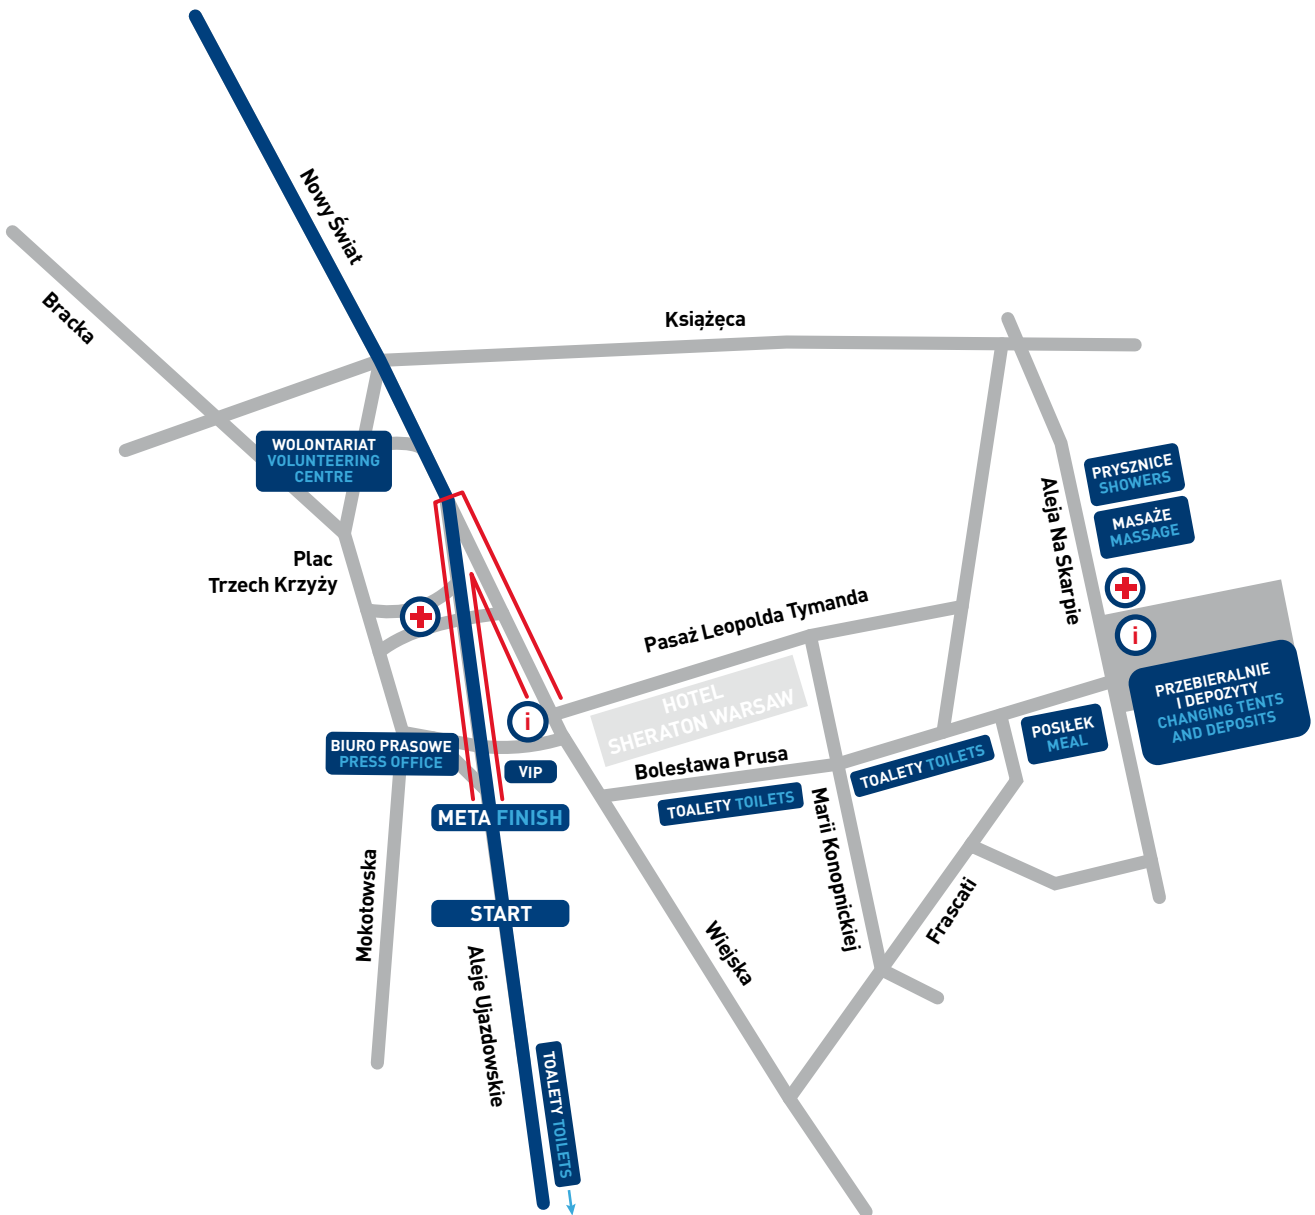 Nowy Świat
Bracka
Książęca
WOLONTARIAT
VOLUNTEERING
CENTRE
PRYSZNICE
SHOWERS
MASAŻE
MASSAGE
Aleja Na Skarpie
Plac
Trzech Krzyży
Pasaż Leopolda Tymanda
i
HOTEL
SHERATON WARSAW
PRZEBIERALNIE
I DEPOZYTY
CHANGING TENTS
AND DEPOSITS
i
POSIŁEK
MEAL
BIURO PRASOWE
PRESS OFFICE
VIP
Bolesława Prusa
TOALETY TOILETS
TOALETY TOILETS
META FINISH
Marii Konopnickiej
Mokotowska
START
Frascati
Wiejska
Aleje Ujazdowskie
TOALETY TOILETS